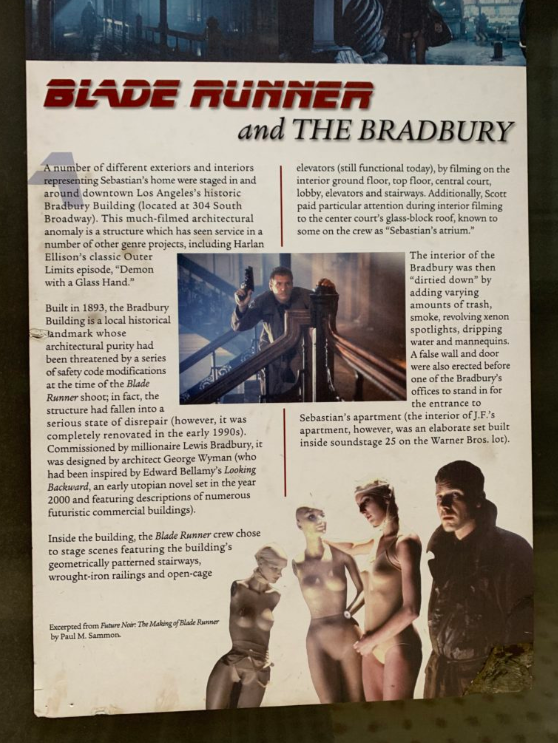 BLADE RUNNER
and THE BRADBURY
A number of different exteriors and interiors
representing Sebastian's home were staged in and
around downtown Los Angeles's historic
Bradbury Building (located at 304 South
Broadway). This much-filmed architectural
anomaly is a structure which has seen service in a
number of other genre projects, including Harlan
Ellison's classic Outer
Limits episode, "Demon
with a Glass Hand."
Built in 1893, the Bradbury
Building is a local historical
landmark whose
architectural purity had
been threatened by a series
of safety code modifications
at the time of the Blade
Runner shoot; in fact, the
structure had fallen into a
serious state of disrepair (however, it was
completely renovated in the early 1990s).
Commissioned by millionaire Lewis Bradbury, it
was designed by architect George Wyman (who
had been inspired by Edward Bellamy's Looking
Backward, an early utopian novel set in the year
2000 and featuring descriptions of numerous
futuristic commercial buildings).
Inside the building, the Blade Runner crew chose
to stage scenes featuring the building's
geometrically patterned stairways,
wrought-iron railings and open-cage
elevators (still functional today), by filming on the
interior ground floor, top floor, central court,
lobby, elevators and stairways. Additionally, Scott
paid particular attention during interior filming
to the center court's glass-block roof, known to
some on the crew as "Sebastian's atrium."
The interior of the
Bradbury was then
"dirtied down" by
adding varying
amounts of trash,
smoke, revolving xenon
spotlights, dripping
water and mannequins.
A false wall and door
were also erected before
one of the Bradbury's
offices to stand in for
the entrance to
Sebastian's apartment (the interior of J.F.'s
apartment, however, was an elaborate set built
inside soundstage 25 on the Warner Bros. lot).
Excerpted from Future Noir: The Making of Blade Runner
by Paul M. Sammon.